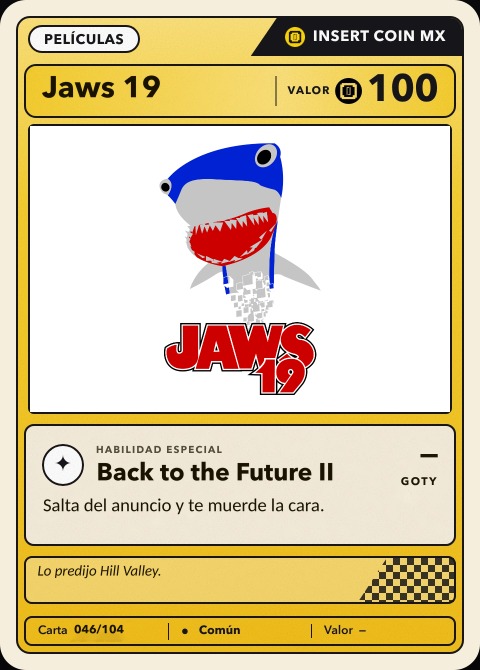 PELÍCULAS
INSERT COIN MX
Jaws 19
VALOR 100
JAWS
19
HABILIDAD ESPECIAL
Back to the Future II
—
GOTY
Salta del anuncio y te muerde la cara.
Lo predijo Hill Valley.
Carta 046/104 • Común Valor –